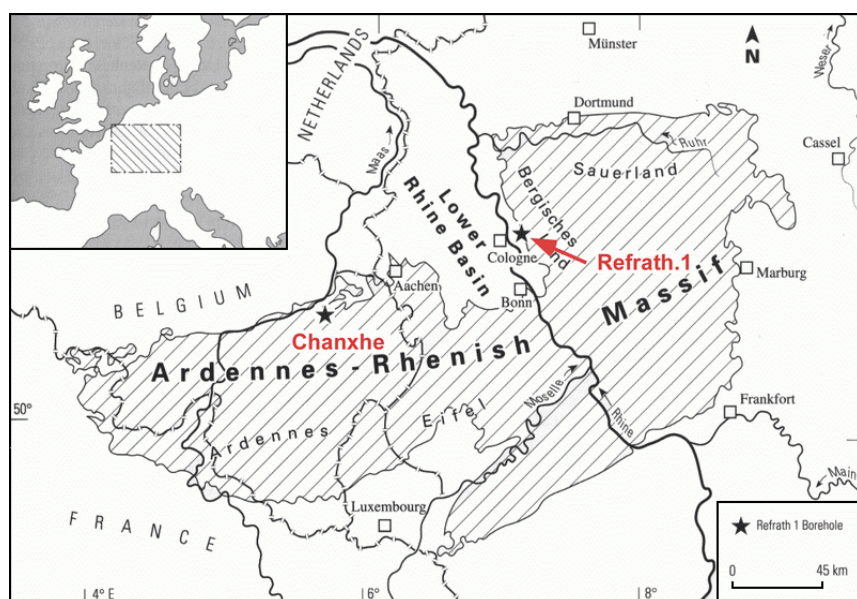 Münster
N
NETHERLANDS
Wese
Dortmund
Ruhr
Cassel
Maas
Sauerland
Bergisches
Land
Lower
Rhine Basin
Cologne
Refrath.1
Aachen
Bonn
Marburg
BELGIUM
Massif
Chanxhe
Ardennes-Rhenish
Moselle
Frankfort
50°
Eifel
Rhine
Ardennes
Main
Luxembourg
FRANCE
Refrath 1 Borehole
0 45 km
4° E
6°
8°